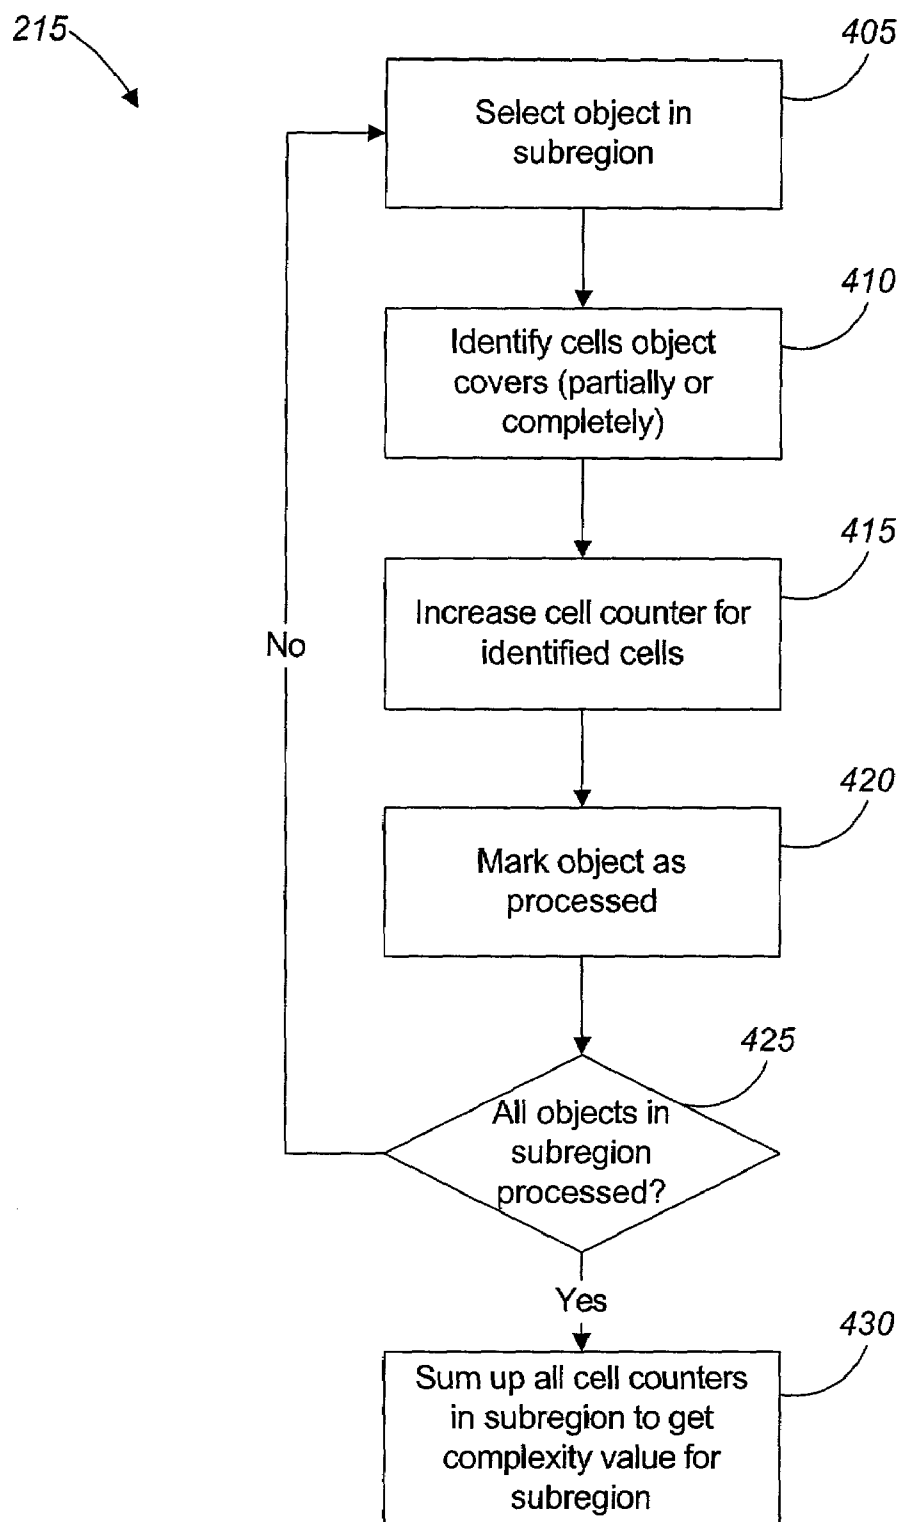 215
405
Select object in
subregion
410
Identify cells object
covers (partially or
completely)
415
Increase cell counter for
identified cells
No
420
Mark object as
processed
425
All objects in
subregion
processed?
Yes
430
Sum up all cell counters
in subregion to get
complexity value for
subregion